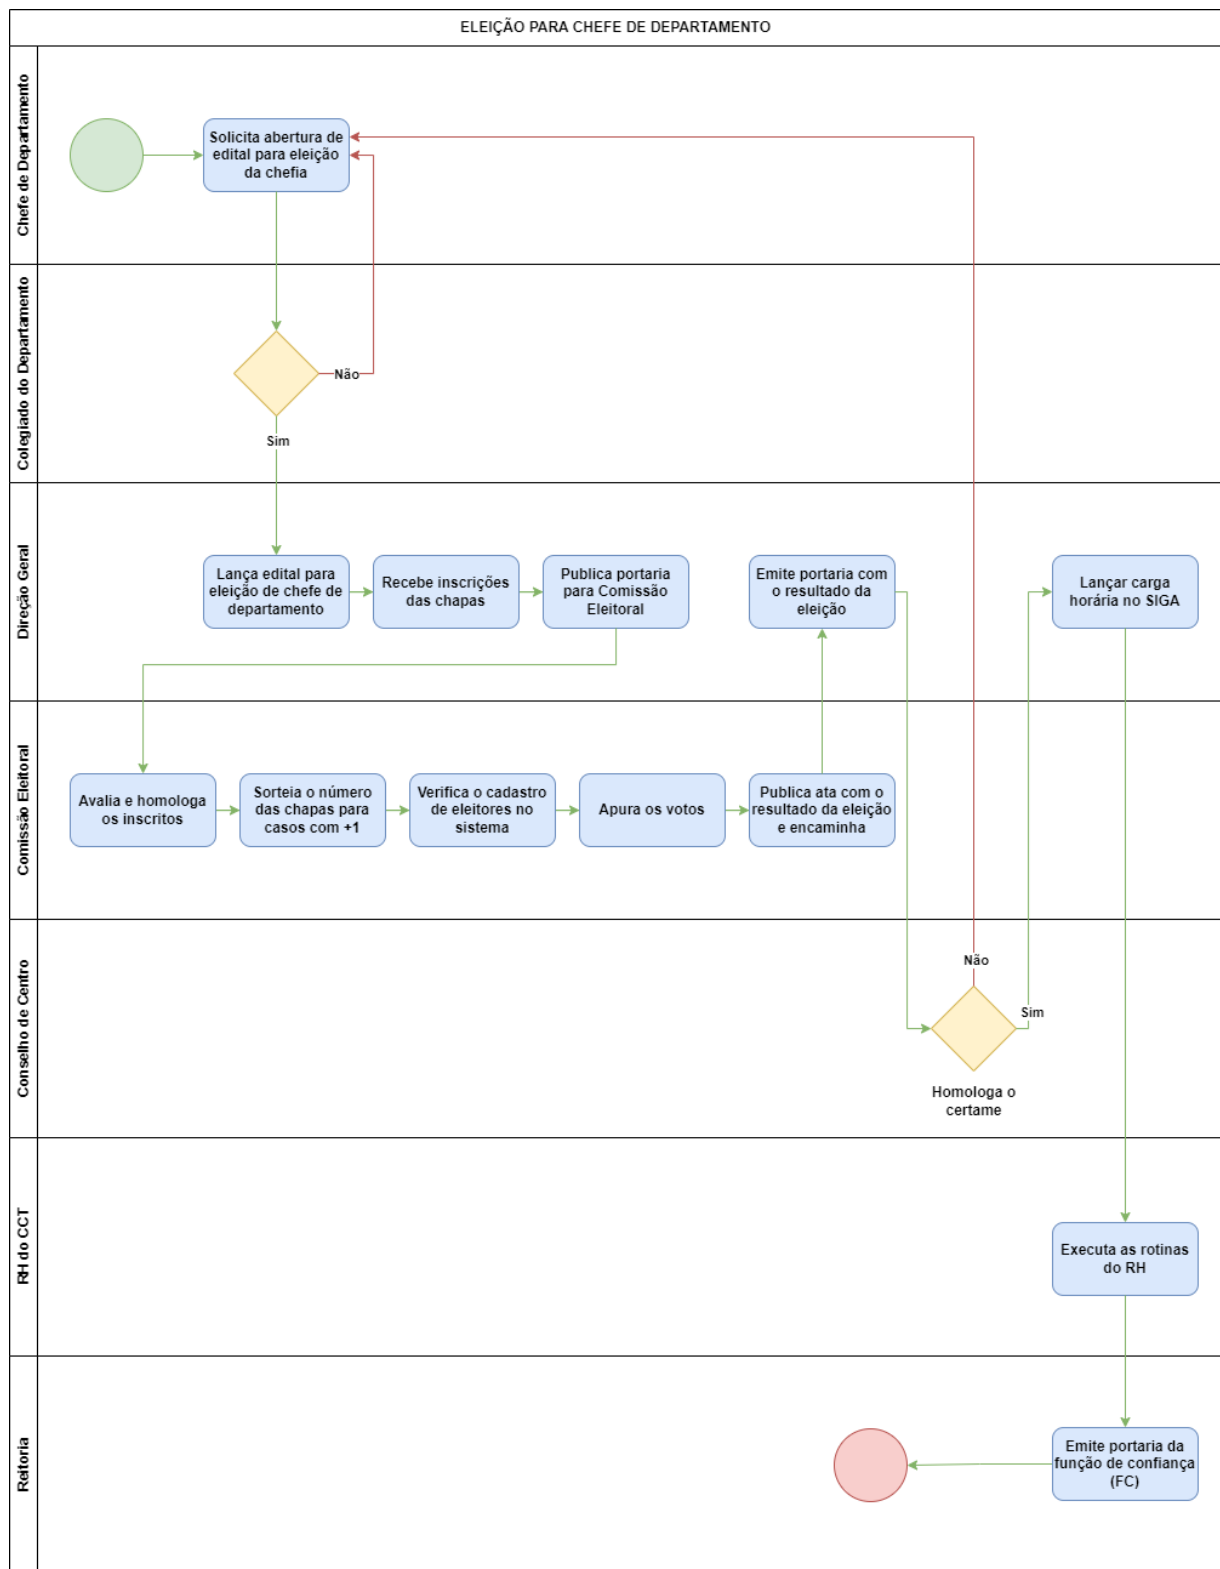 ELEIÇÃO PARA CHEFE DE DEPARTAMENTO
Chefe de Departamento
Solicita abertura de
edital para eleição
da chefia
Colegiado do Departamento
Não
Sim
Direção Geral
Lança edital para
eleição de chefe de
departamento
Recebe inscrições
das chapas
Publica portaria
para Comissão
Eleitoral
Emite portaria com
o resultado da
eleição
Lançar carga
horária no SIGA
Comissão Eleitoral
Avalia e homologa
os inscritos
Sorteia o número
das chapas para
casos com +1
Verifica o cadastro
de eleitores no
sistema
Apura os votos
Publica ata com o
resultado da eleição
e encaminha
Conselho de Centro
Não
Sim
Homologa o
certame
RH do CCT
Executa as rotinas
do RH
Reitoria
Emite portaria da
função de confiança
(FC)